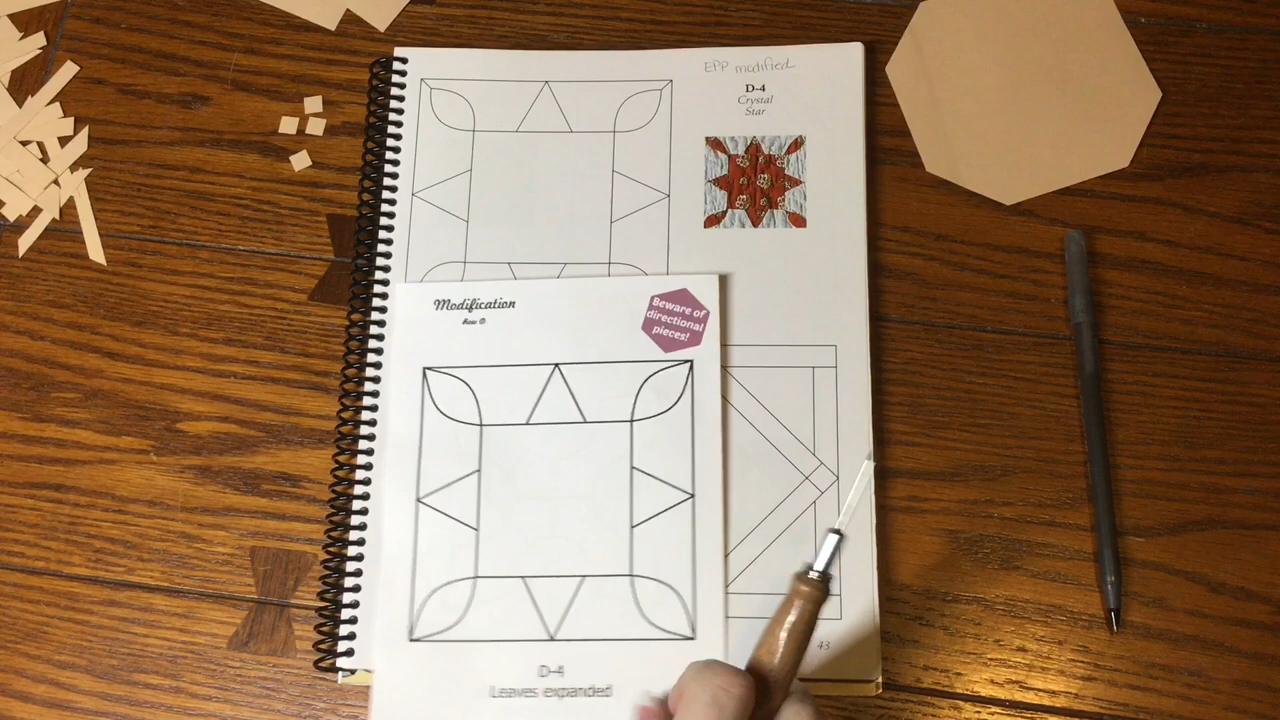 EPP modified
D-4
Crystal
Star
Modification
Beware of
directional
pieces!
D-4
Leaves expanded
43